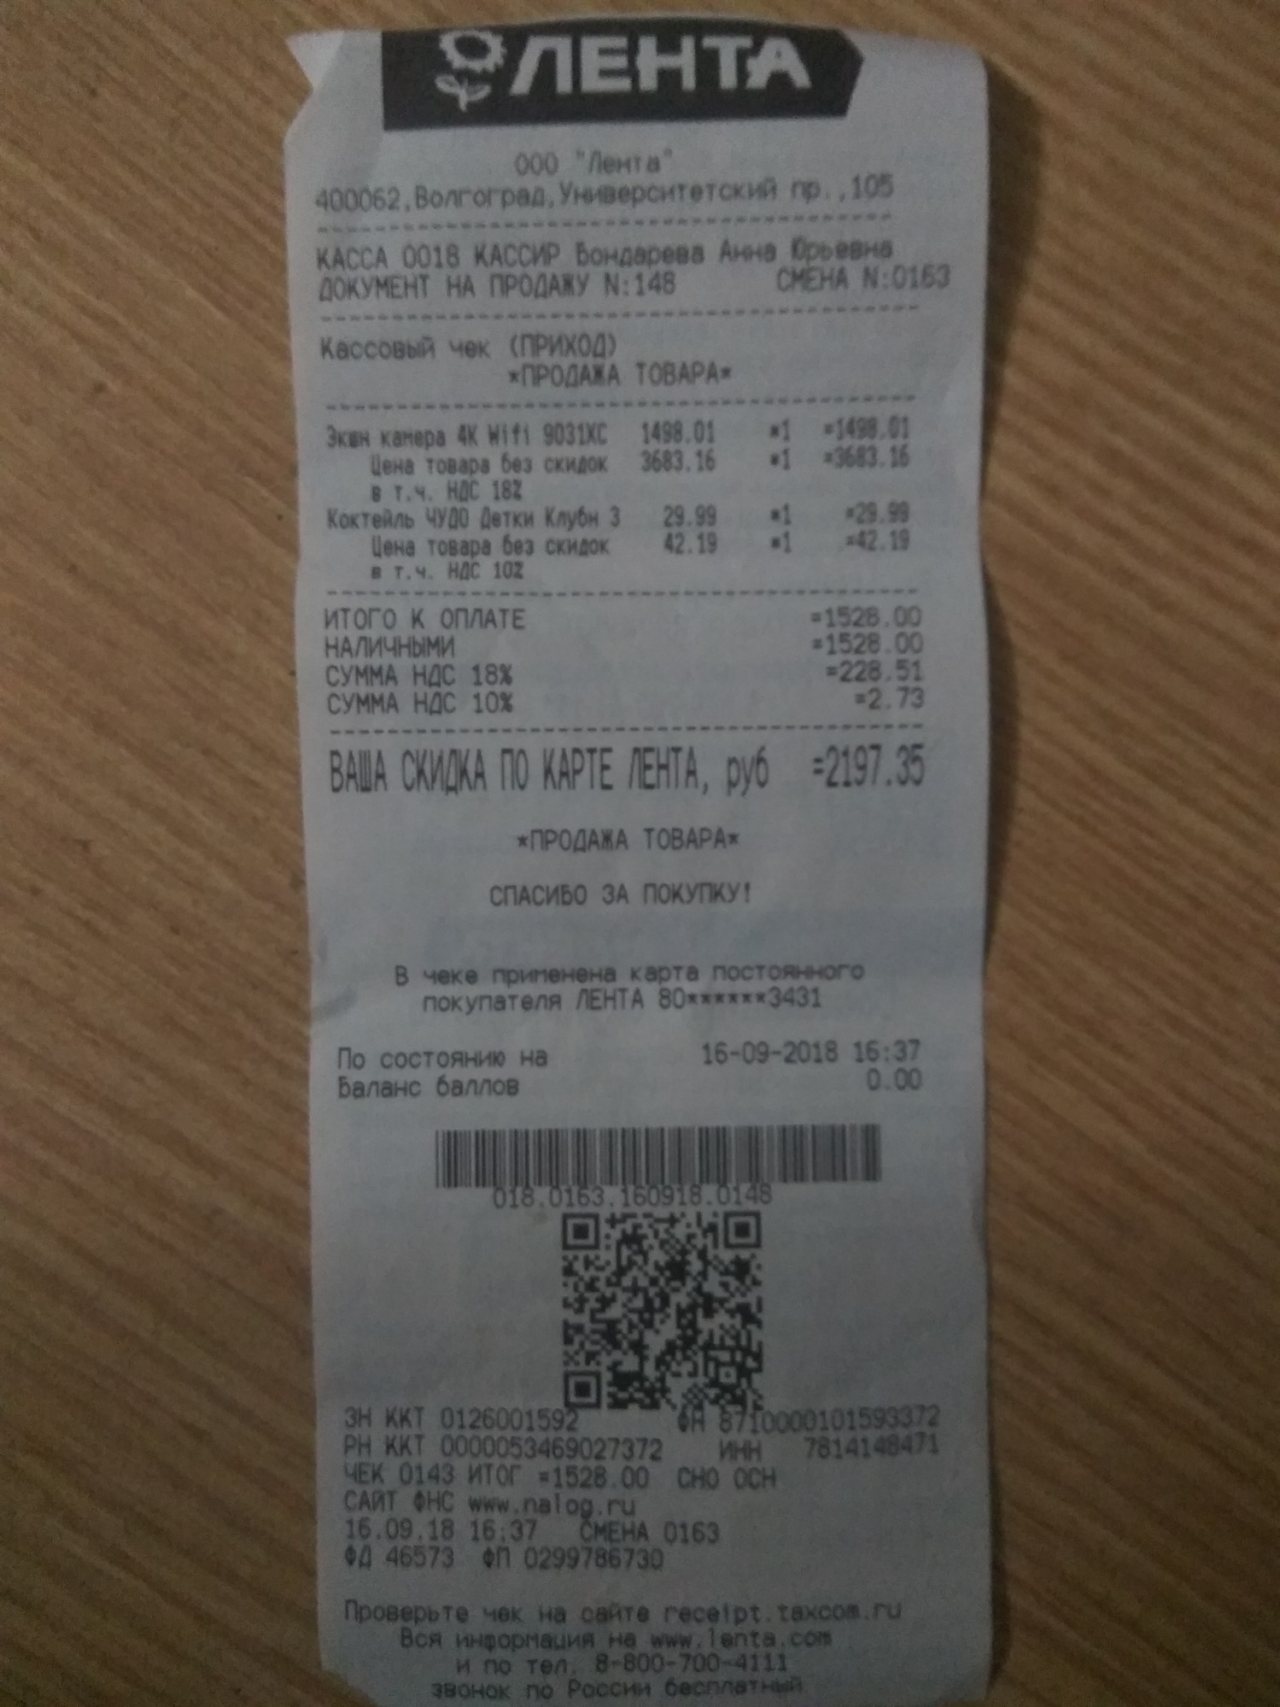 ЛЕНТА
ООО "Лента"
400062,Волгоград,Университетский пр.,105
КАССА 0018 КАССИР Бондарева Анна Юрьевна
ДОКУМЕНТ НА ПРОДАЖУ N:148 СМЕНА N:0163
Кассовый чек (ПРИХОД)
*ПРОДАЖА ТОВАРА*
Экшн камера 4K Wifi 9031XC 1498.01 *1 =1498.01
Цена товара без скидок 3683.16 *1 =3683.16
в т.ч. НДС 18%
Коктейль ЧУДО Детки Клубн 3 29.99 *1 =29.99
Цена товара без скидок 42.19 *1 =42.19
в т.ч. НДС 10%
ИТОГО К ОПЛАТЕ =1528.00
НАЛИЧНЫМИ =1528.00
СУММА НДС 18% =228.51
СУММА НДС 10% =2.73
ВАША СКИДКА ПО КАРТЕ ЛЕНТА, руб =2197.35
*ПРОДАЖА ТОВАРА*
СПАСИБО ЗА ПОКУПКУ!
В чеке применена карта постоянного
покупателя ЛЕНТА 80******3431
По состоянию на 16-09-2018 16:37
Баланс баллов 0.00
018.0163.160918.0148
ЗН ККТ 0126001592 ФН 8710000101593372
РН ККТ 0000053469027372 ИНН 7814148471
ЧЕК 0143 ИТОГ =1528.00 СНО ОСН
САЙТ ФНС www.nalog.ru
16.09.18 16:37 СМЕНА 0163
ФД 46573 ФП 0299786730
Проверьте чек на сайте receipt.taxcom.ru
Вся информация на www.lenta.com
и по тел. 8-800-700-4111
звонок по России бесплатный